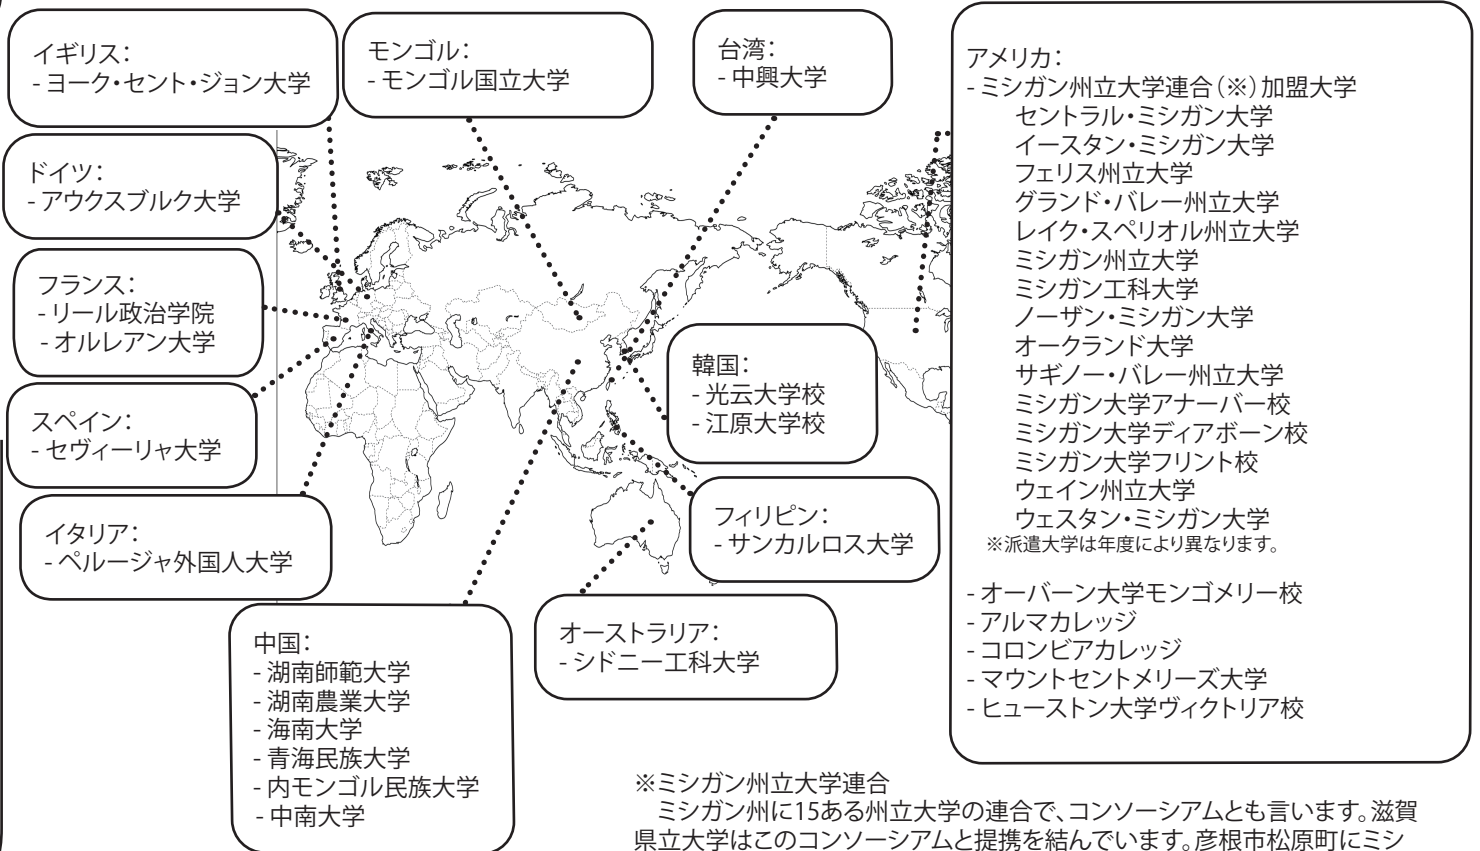 イギリス:
- ヨーク・セント・ジョン大学
モンゴル:
- モンゴル国立大学
台湾:
- 中興大学
ドイツ:
- アウクスブルク大学
フランス:
- リール政治学院
- オルレアン大学
スペイン:
- セヴィーリャ大学
イタリア:
- ペルージャ外国人大学
韓国:
- 光云大学校
- 江原大学校
フィリピン:
- サンカルロス大学
オーストラリア:
- シドニー工科大学
中国:
- 湖南師範大学
- 湖南農業大学
- 海南大学
- 青海民族大学
- 内モンゴル民族大学
- 中南大学
アメリカ:
- ミシガン州立大学連合(※)加盟大学
セントラル・ミシガン大学
イースタン・ミシガン大学
フェリス州立大学
グランド・バレー州立大学
レイク・スペリオル州立大学
ミシガン州立大学
ミシガン工科大学
ノーザン・ミシガン大学
オークランド大学
サギノー・バレー州立大学
ミシガン大学アナーバー校
ミシガン大学ディアボーン校
ミシガン大学フリント校
ウェイン州立大学
ウェスタン・ミシガン大学
※派遣大学は年度により異なります。
- オーバーン大学モンゴメリー校
- アルマカレッジ
- コロンビアカレッジ
- マウントセントメリーズ大学
- ヒューストン大学ヴィクトリア校
※ミシガン州立大学連合
ミシガン州に15ある州立大学の連合で、コンソーシアムとも言います。滋賀
県立大学はこのコンソーシアムと提携を結んでいます。彦根市松原町にミシ